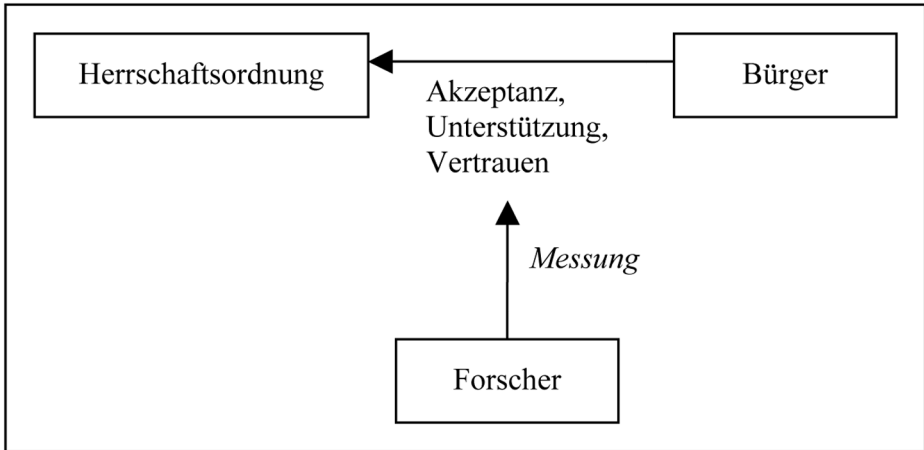 Herrschaftsordnung
Bürger
Akzeptanz,
Unterstützung,
Vertrauen
Messung
Forscher